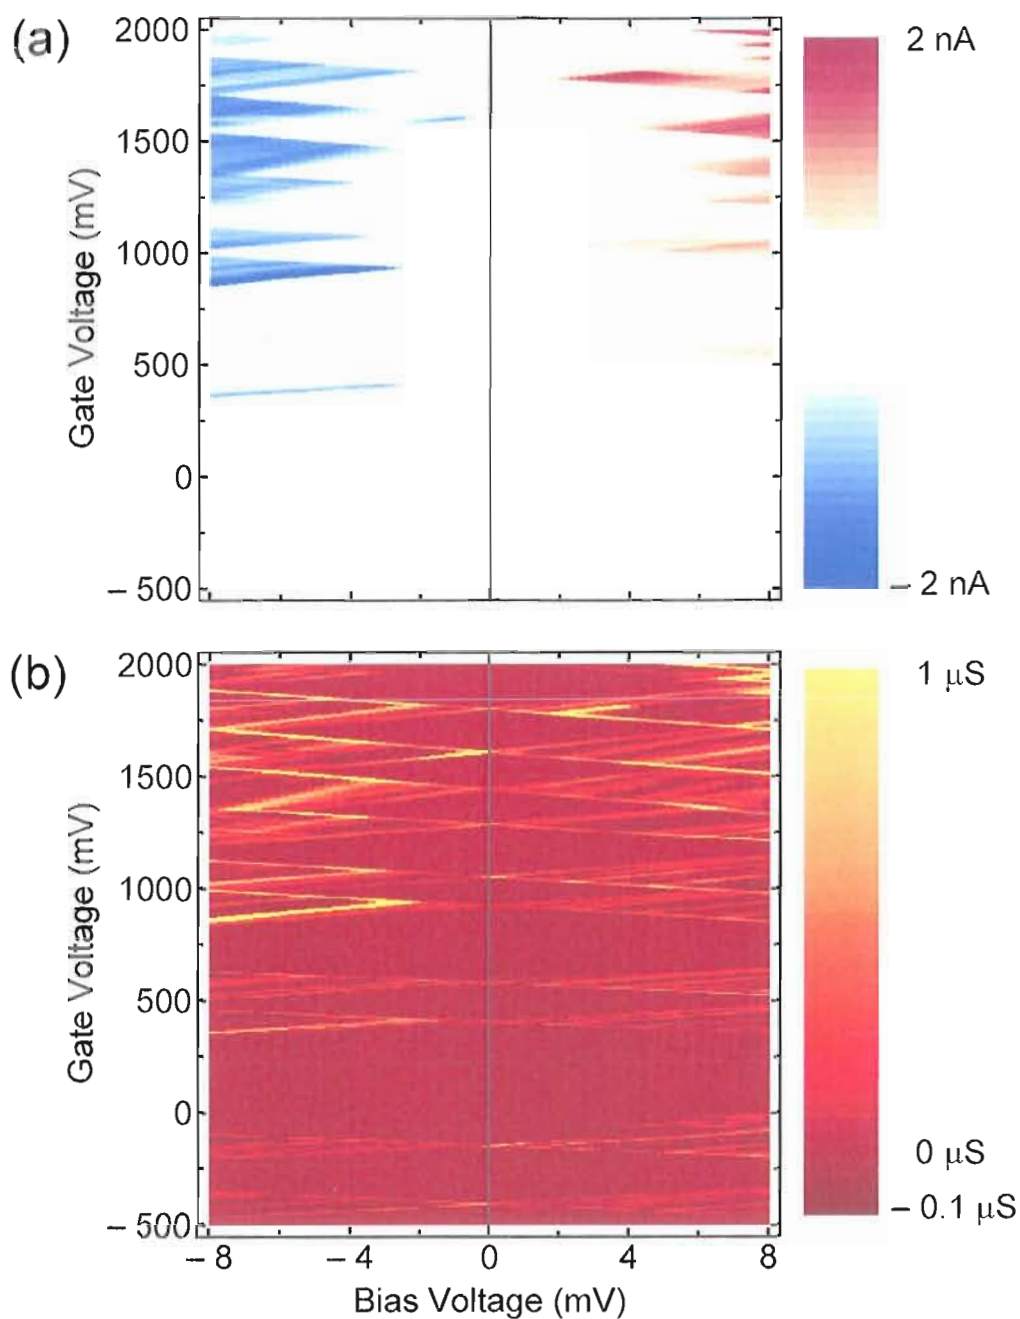 (a)
2000
1500
1000
500
0
– 500
Gate Voltage (mV)
2 nA
– 2 nA
(b)
2000
1500
1000
500
0
– 500
Gate Voltage (mV)
– 8
– 4
0
4
8
Bias Voltage (mV)
1 μS
0 μS
– 0.1 μS